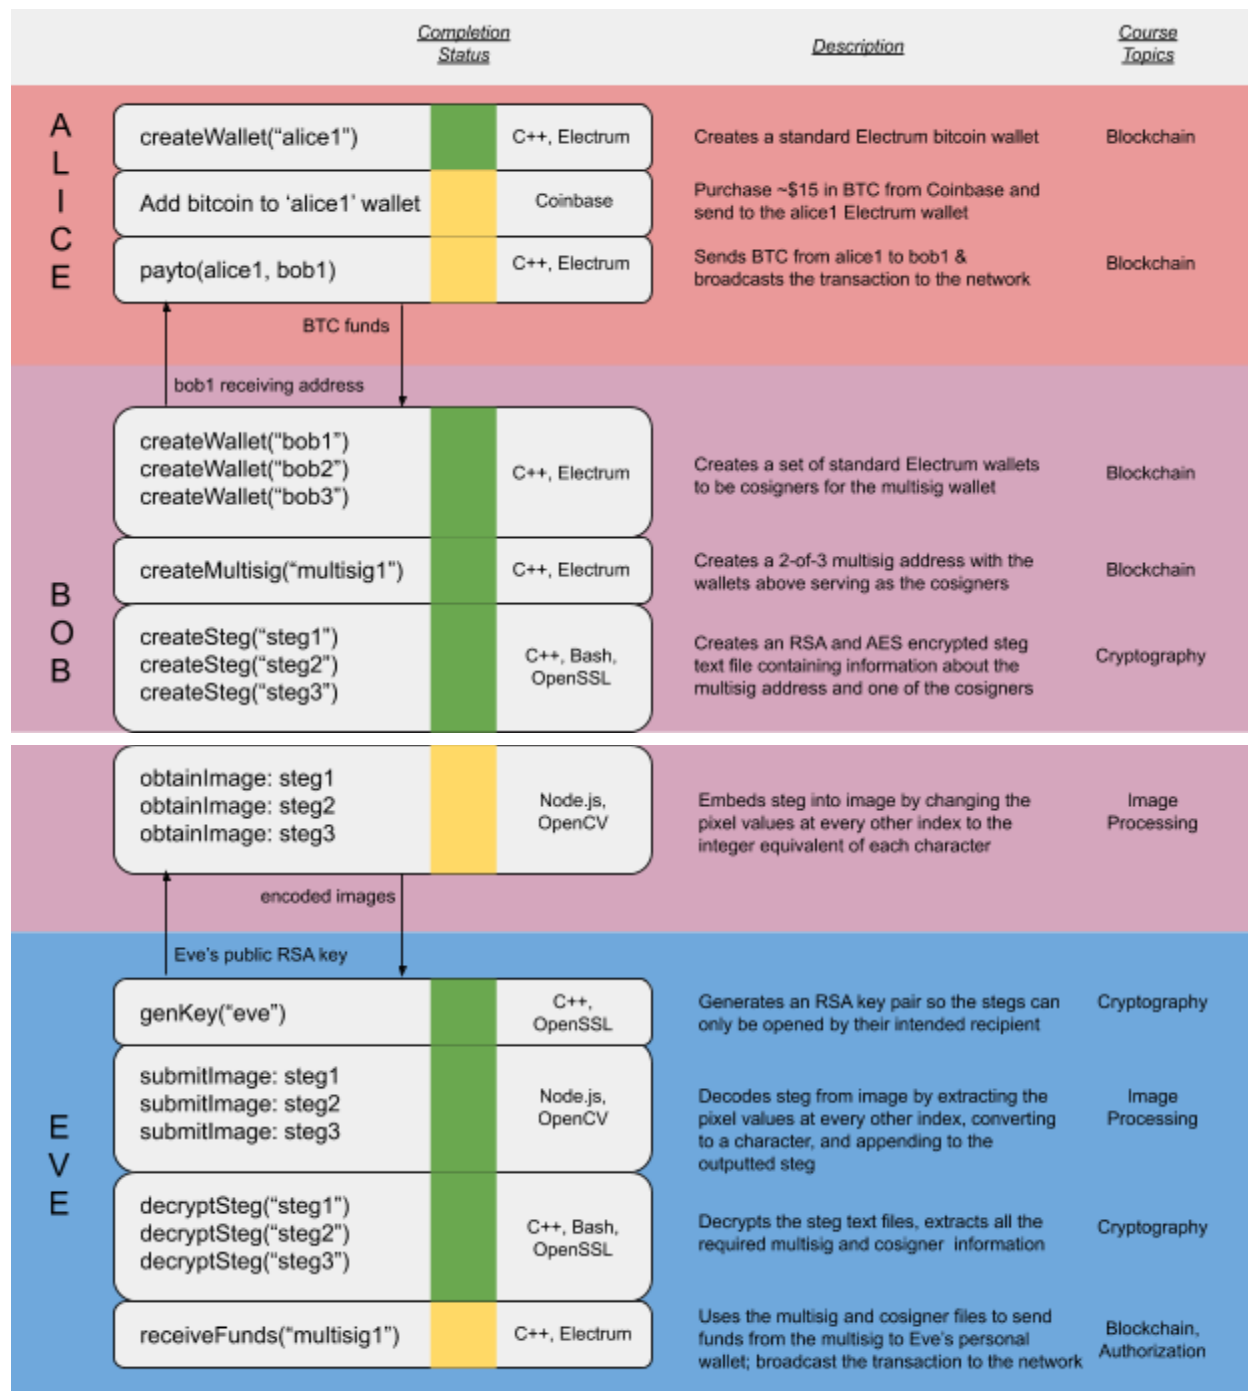 Completion
Status
Description
Course
Topics
A
L
I
C
E
createWallet(“alice1”)
C++, Electrum
Creates a standard Electrum bitcoin wallet
Blockchain
Add bitcoin to ‘alice1’ wallet
Coinbase
Purchase ~$15 in BTC from Coinbase and
send to the alice1 Electrum wallet
payto(alice1, bob1)
C++, Electrum
Sends BTC from alice1 to bob1 &
broadcasts the transaction to the network
Blockchain
BTC funds
bob1 receiving address
B
O
B
createWallet(“bob1”)
createWallet(“bob2”)
createWallet(“bob3”)
C++, Electrum
Creates a set of standard Electrum wallets
to be cosigners for the multisig wallet
Blockchain
createMultisig(“multisig1”)
C++, Electrum
Creates a 2-of-3 multisig address with the
wallets above serving as the cosigners
Blockchain
createSteg(“steg1”)
createSteg(“steg2”)
createSteg(“steg3”)
C++, Bash,
OpenSSL
Creates an RSA and AES encrypted steg
text file containing information about the
multisig address and one of the cosigners
Cryptography
obtainImage: steg1
obtainImage: steg2
obtainImage: steg3
Node.js,
OpenCV
Embeds steg into image by changing the
pixel values at every other index to the
integer equivalent of each character
Image
Processing
encoded images
Eve’s public RSA key
E
V
E
genKey(“eve”)
C++,
OpenSSL
Generates an RSA key pair so the stegs can
only be opened by their intended recipient
Cryptography
submitImage: steg1
submitImage: steg2
submitImage: steg3
Node.js,
OpenCV
Decodes steg from image by extracting the
pixel values at every other index, converting
to a character, and appending to the
outputted steg
Image
Processing
decryptSteg(“steg1”)
decryptSteg(“steg2”)
decryptSteg(“steg3”)
C++, Bash,
OpenSSL
Decrypts the steg text files, extracts all the
required multisig and cosigner information
Cryptography
receiveFunds(“multisig1”)
C++, Electrum
Uses the multisig and cosigner files to send
funds from the multisig to Eve’s personal
wallet; broadcast the transaction to the network
Blockchain,
Authorization